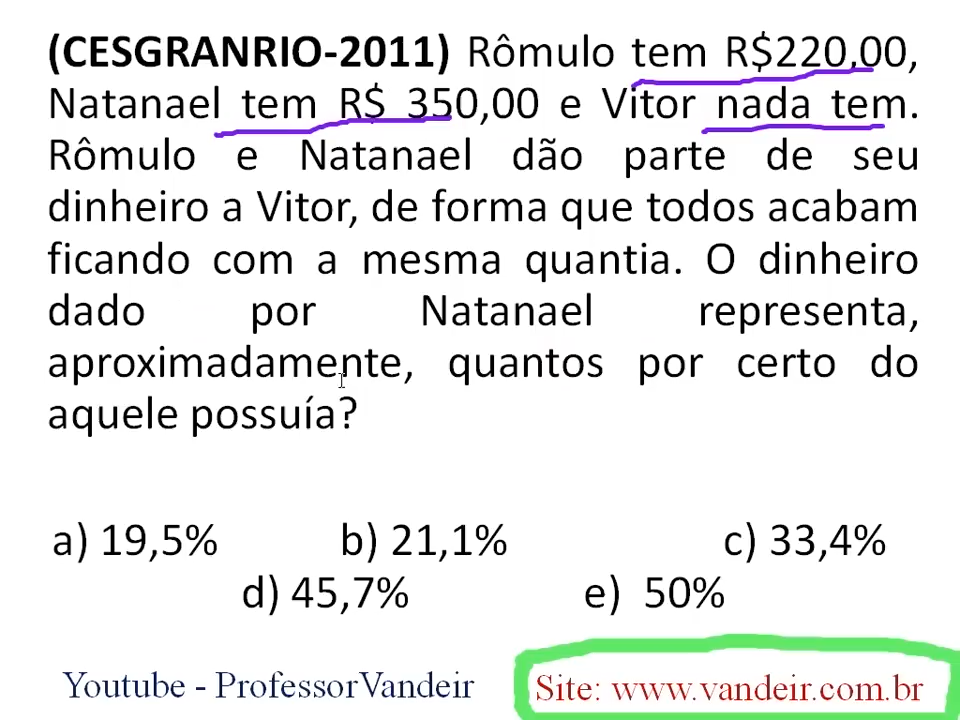 (CESGRANRIO-2011) Rômulo tem R$220,00,
Natanael tem R$ 350,00 e Vitor nada tem.
Rômulo e Natanael dão parte de seu
dinheiro a Vitor, de forma que todos acabam
ficando com a mesma quantia. O dinheiro
dado por Natanael representa,
aproximadamente, quantos por certo do
aquele possuía?
a) 19,5% b) 21,1% c) 33,4%
d) 45,7% e) 50%
Youtube - ProfessorVandeir
Site: www.vandeir.com.br